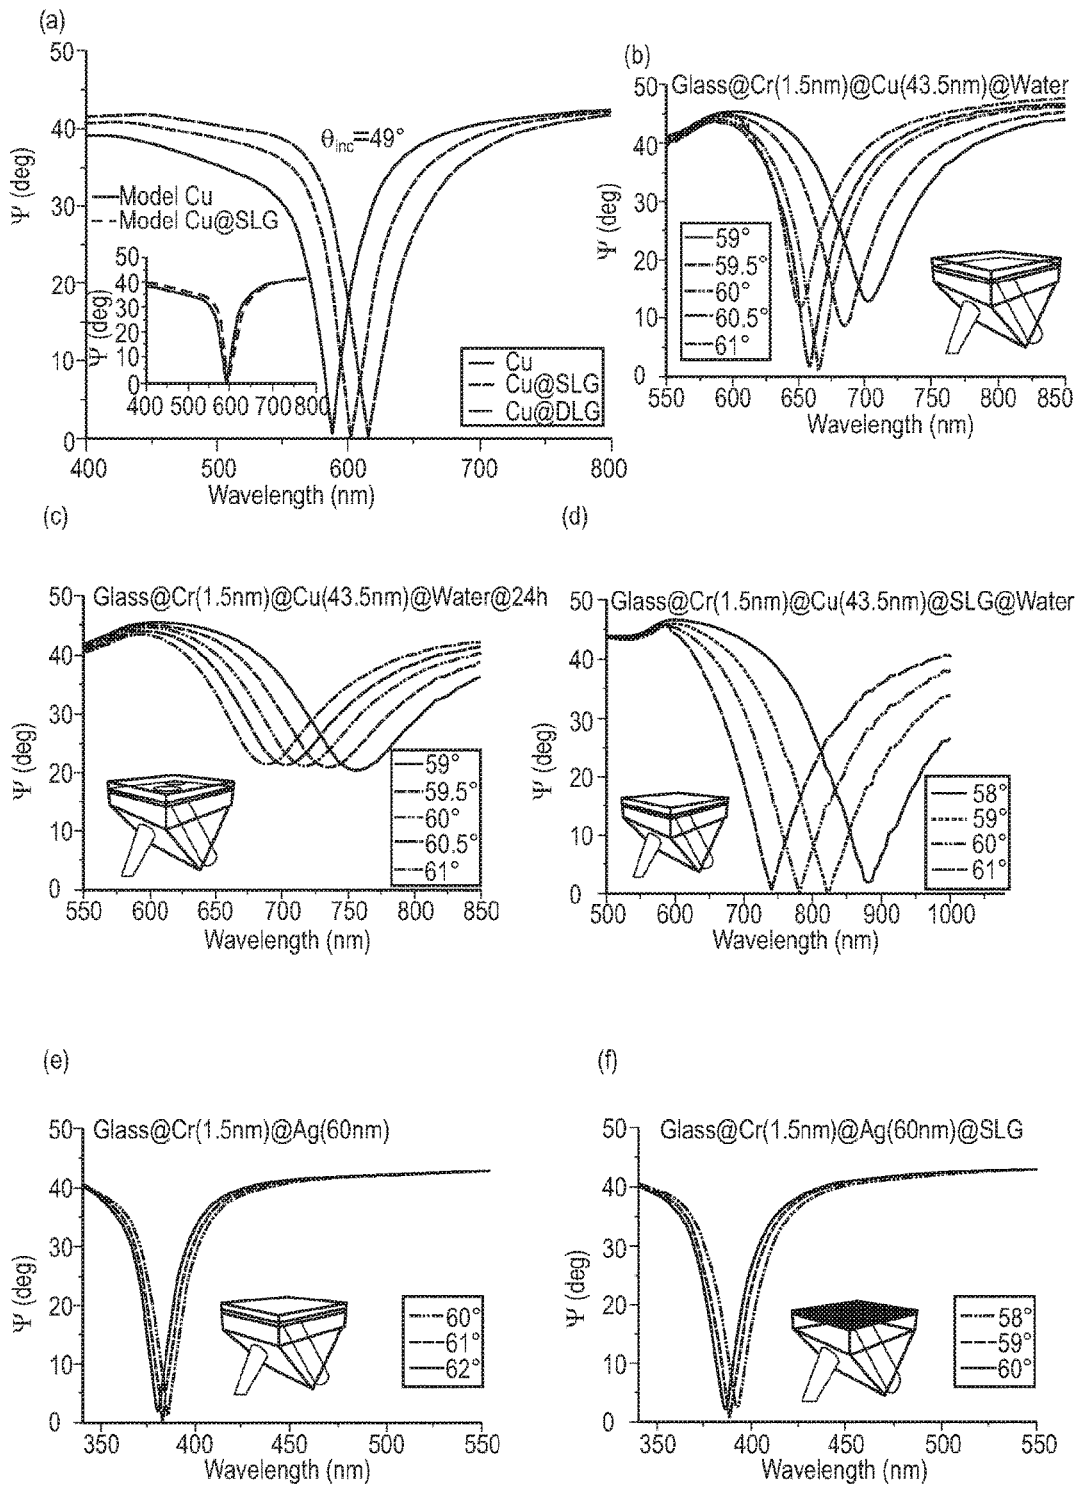 (a)
50
40
30
20
10
0
Ψ (deg)
θinc=49°
Model Cu
Model Cu@SLG
50
40
30
20
10
0
Ψ (deg)
400 500 600 700 800
Cu
Cu@SLG
Cu@DLG
400 500 600 700 800
Wavelength (nm)
(b)
Glass@Cr(1.5nm)@Cu(43.5nm)@Water
50
40
30
20
10
0
Ψ (deg)
59°
59.5°
60°
60.5°
61°
550 600 650 700 750 800 850
Wavelength (nm)
(c)
Glass@Cr(1.5nm)@Cu(43.5nm)@Water@24h
50
40
30
20
10
0
Ψ (deg)
59°
59.5°
60°
60.5°
61°
550 600 650 700 750 800 850
Wavelength (nm)
(d)
Glass@Cr(1.5nm)@Cu(43.5nm)@SLG@Water
50
40
30
20
10
0
Ψ (deg)
58°
59°
60°
61°
500 600 700 800 900 1000
Wavelength (nm)
(e)
Glass@Cr(1.5nm)@Ag(60nm)
50
40
30
20
10
0
Ψ (deg)
60°
61°
62°
350 400 450 500 550
Wavelength (nm)
(f)
Glass@Cr(1.5nm)@Ag(60nm)@SLG
50
40
30
20
10
0
Ψ (deg)
58°
59°
60°
350 400 450 500 550
Wavelength (nm)